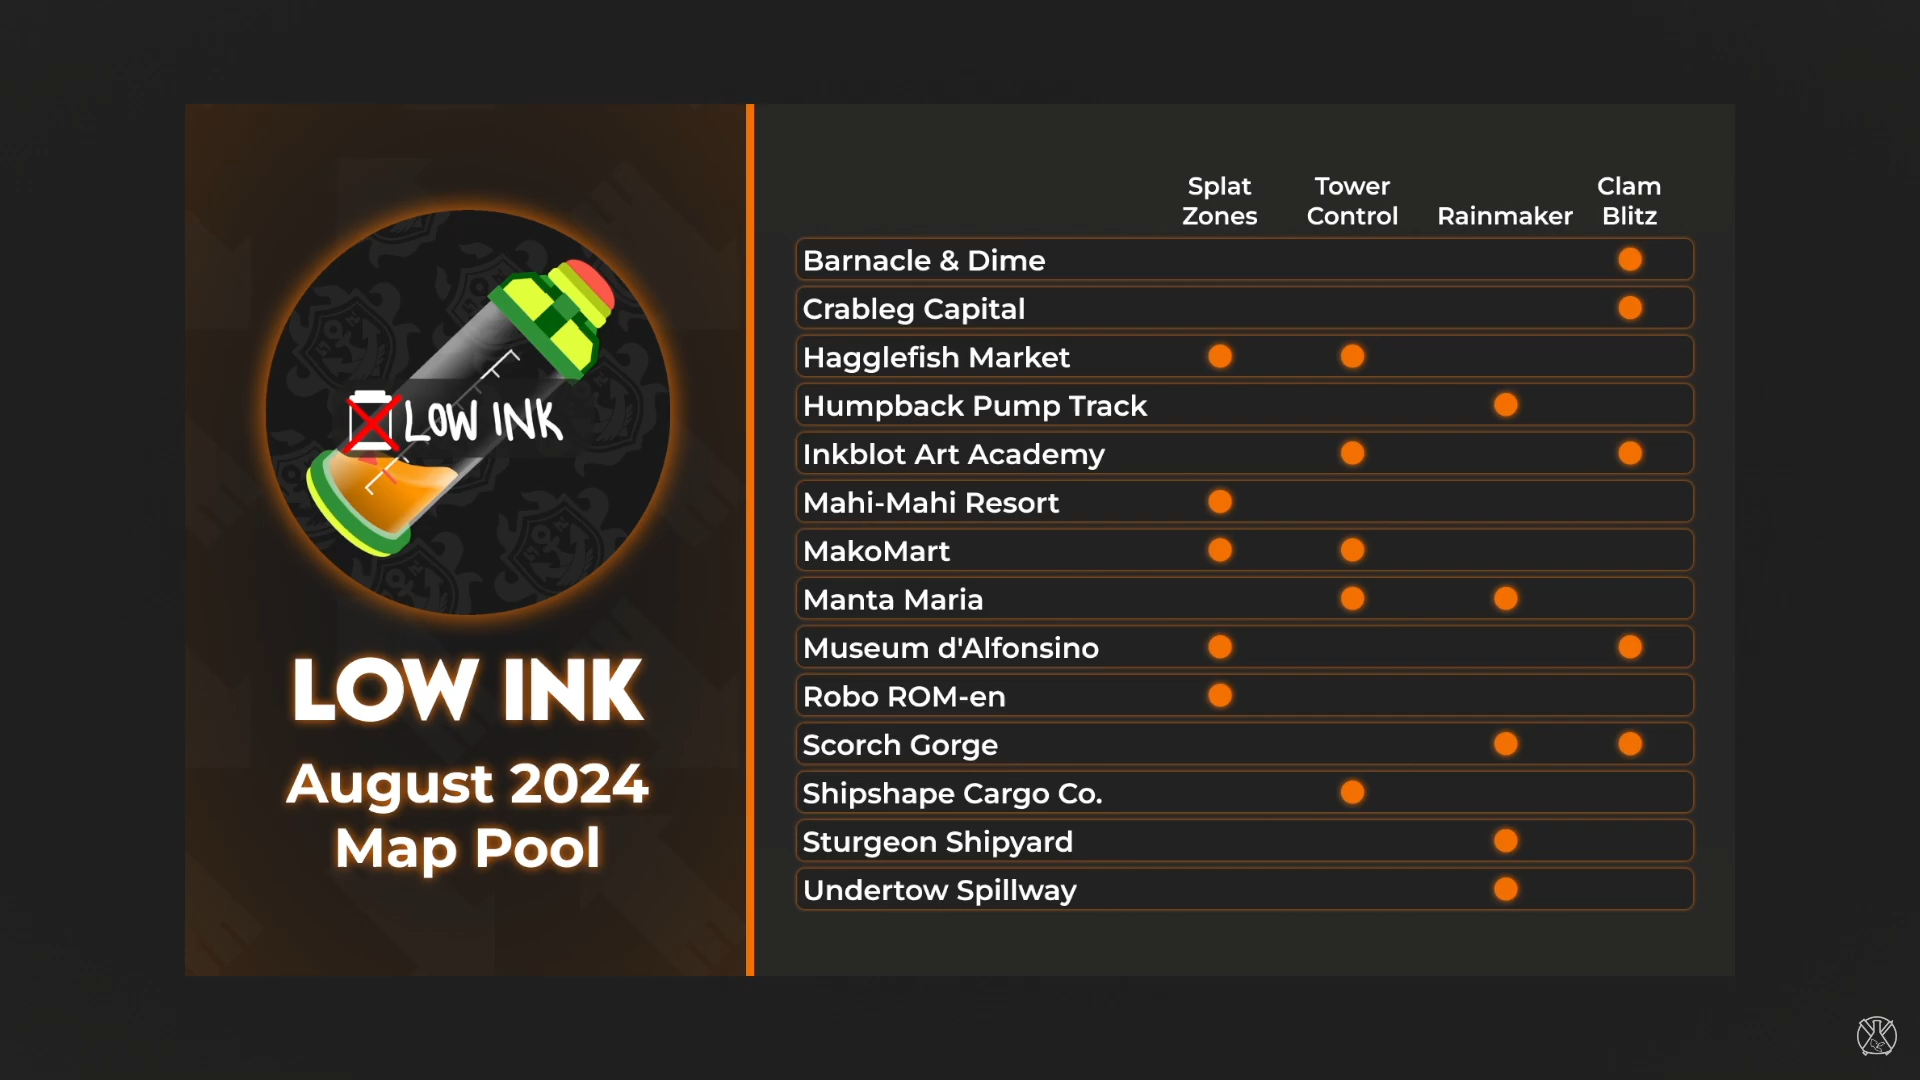 LOW INK
LOW INK
August 2024
Map Pool
Splat
Zones
Tower
Control
Rainmaker
Clam
Blitz
Barnacle & Dime
Crableg Capital
Hagglefish Market
Humpback Pump Track
Inkblot Art Academy
Mahi-Mahi Resort
MakoMart
Manta Maria
Museum d'Alfonsino
Robo ROM-en
Scorch Gorge
Shipshape Cargo Co.
Sturgeon Shipyard
Undertow Spillway